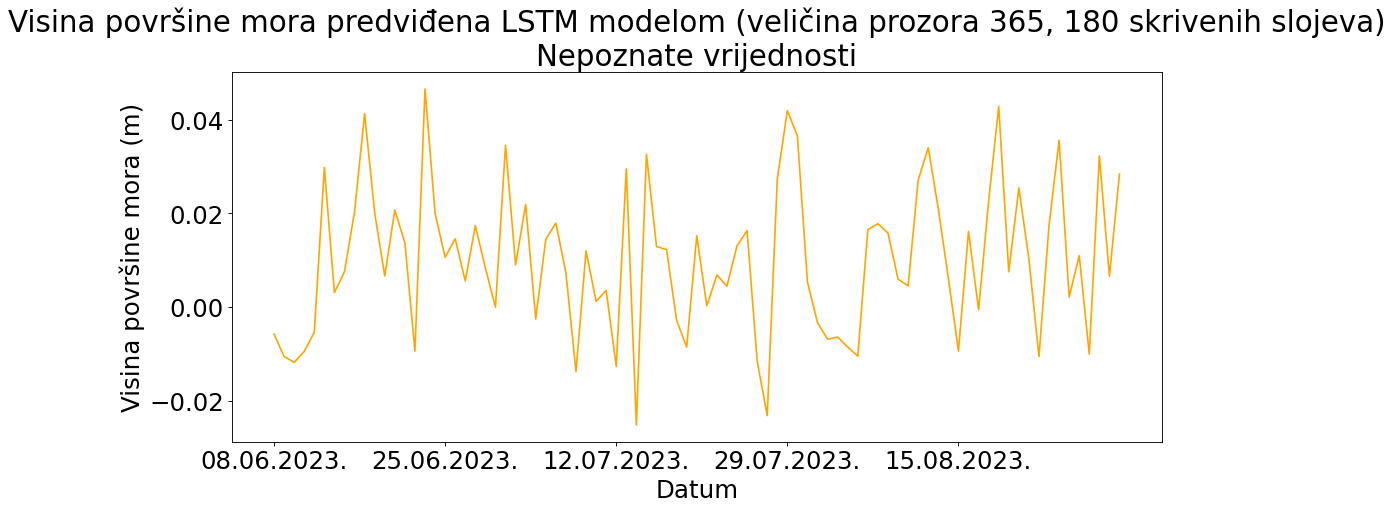 Visina površine mora predviđena LSTM modelom (veličina prozora 365, 180 skrivenih slojeva)
Nepoznate vrijednosti
Visina površine mora (m)
0.04
0.02
0.00
−0.02
08.06.2023. 25.06.2023. 12.07.2023. 29.07.2023. 15.08.2023.
Datum